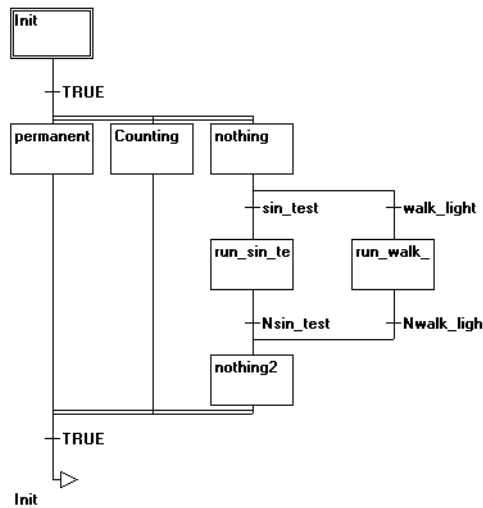 Init
TRUE
permanent Counting nothing
sin_test walk_light
run_sin_te run_walk_
Nsin_test Nwalk_ligh
nothing2
TRUE
Init